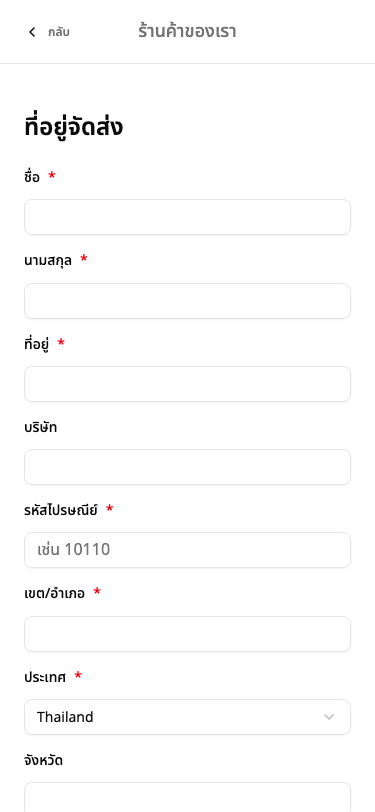 กลับ
ร้านค้าของเรา
ที่อยู่จัดส่ง
ชื่อ *
นามสกุล *
ที่อยู่ *
บริษัท
รหัสไปรษณีย์ *
เช่น 10110
เขต/อำเภอ *
ประเทศ *
Thailand
จังหวัด